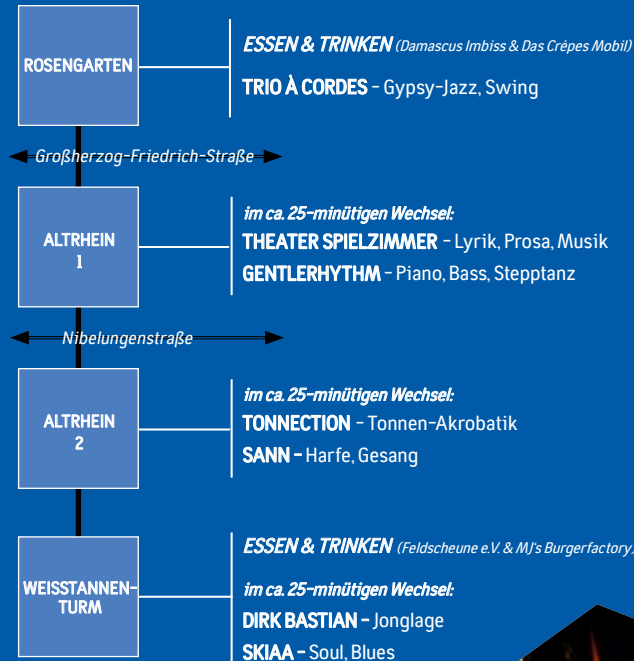 ROSENGARTEN
ESSEN & TRINKEN (Damascus Imbiss & Das Crêpes Mobil)
TRIO À CORDES – Gypsy-Jazz, Swing
Großherzog-Friedrich-Straße
ALTRHEIN
1
im ca. 25-minütigen Wechsel:
THEATER SPIELZIMMER – Lyrik, Prosa, Musik
GENTLERHYTHM – Piano, Bass, Stepptanz
Nibelungenstraße
ALTRHEIN
2
im ca. 25-minütigen Wechsel:
TONNECTION – Tonnen-Akrobatik
SANN – Harfe, Gesang
WEISSTANNEN-
TURM
ESSEN & TRINKEN (Feldscheune e.V. & MJ's Burgerfactory)
im ca. 25-minütigen Wechsel:
DIRK BASTIAN – Jonglage
SKIAA – Soul, Blues